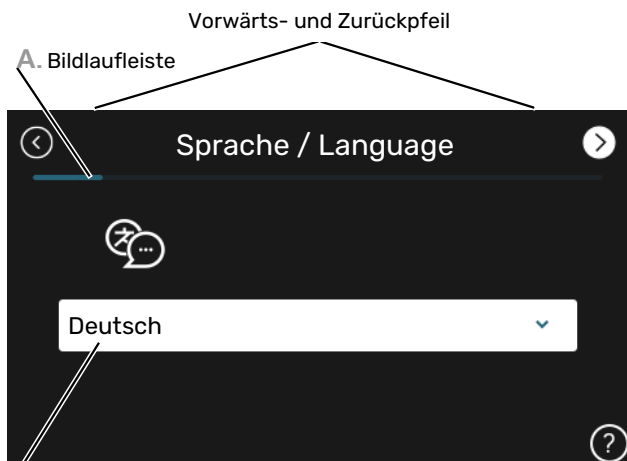 Vorwärts- und Zurückpfeil
A. Bildlaufleiste
Sprache / Language
Deutsch
?